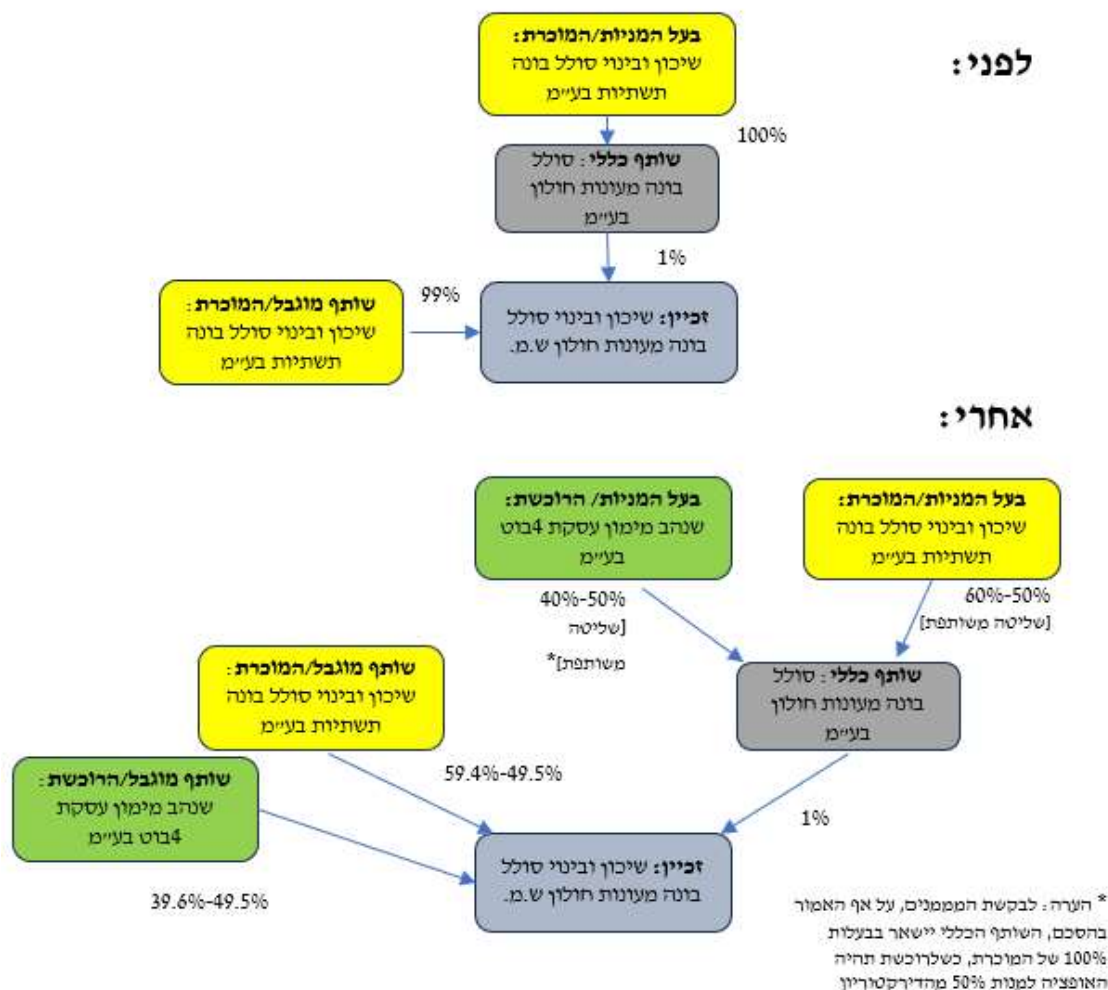 לפני:
בעל המניות/המוכרת:
שיכון ובינוי סולל בונה
תשתיות בע״מ
100%
שותף כללי: סולל
בונה מעונות חולון
בע״מ
1%
שותף מוגבל/המוכרת:
שיכון ובינוי סולל בונה
תשתיות בע״מ
99%
זכיין: שיכון ובינוי סולל
בונה מעונות חולון ש.מ.
אחרי:
בעל המניות/המוכרת:
שיכון ובינוי סולל בונה
תשתיות בע״מ
60%-50%
[שליטה משותפת]
בעל המניות/ הרוכשת:
שנהב מימון עסקת 4בוט
בע״מ
40%-50%
[שליטה
משותפת]*
שותף כללי: סולל
בונה מעונות חולון
בע״מ
1%
שותף מוגבל/המוכרת:
שיכון ובינוי סולל בונה
תשתיות בע״מ
59.4%-49.5%
שותף מוגבל/הרוכשת:
שנהב מימון עסקת
4בוט בע״מ
39.6%-49.5%
זכיין: שיכון ובינוי סולל
בונה מעונות חולון ש.מ.
* הערה: לבקשת המממנים, על אף האמור
בהסכם, השותף הכללי יישאר בבעלות
100% של המוכרת, כשלרוכשת תהיה
האופציה למנות 50% מהדירקטוריון